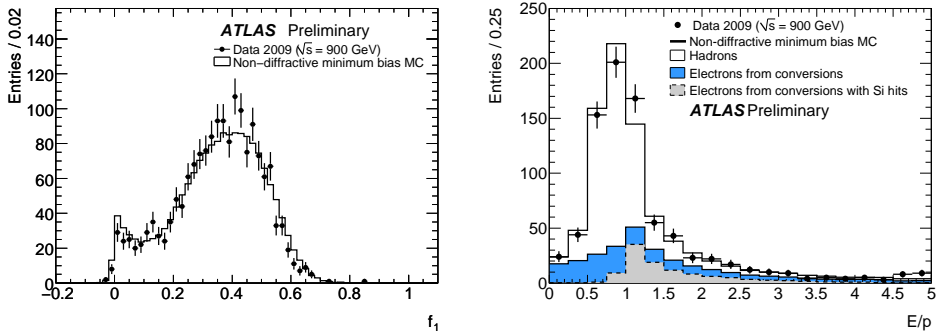 Entries / 0.02
140
120
100
80
60
40
20
0
ATLAS Preliminary
Data 2009 (√s = 900 GeV)
Non-diffractive minimum bias MC
-0.2 0 0.2 0.4 0.6 0.8 1
f₁
Entries / 0.25
250
200
150
100
50
0
Data 2009 (√s = 900 GeV)
Non-diffractive minimum bias MC
Hadrons
Electrons from conversions
Electrons from conversions with Si hits
ATLAS Preliminary
0 0.5 1 1.5 2 2.5 3 3.5 4 4.5 5
E/p